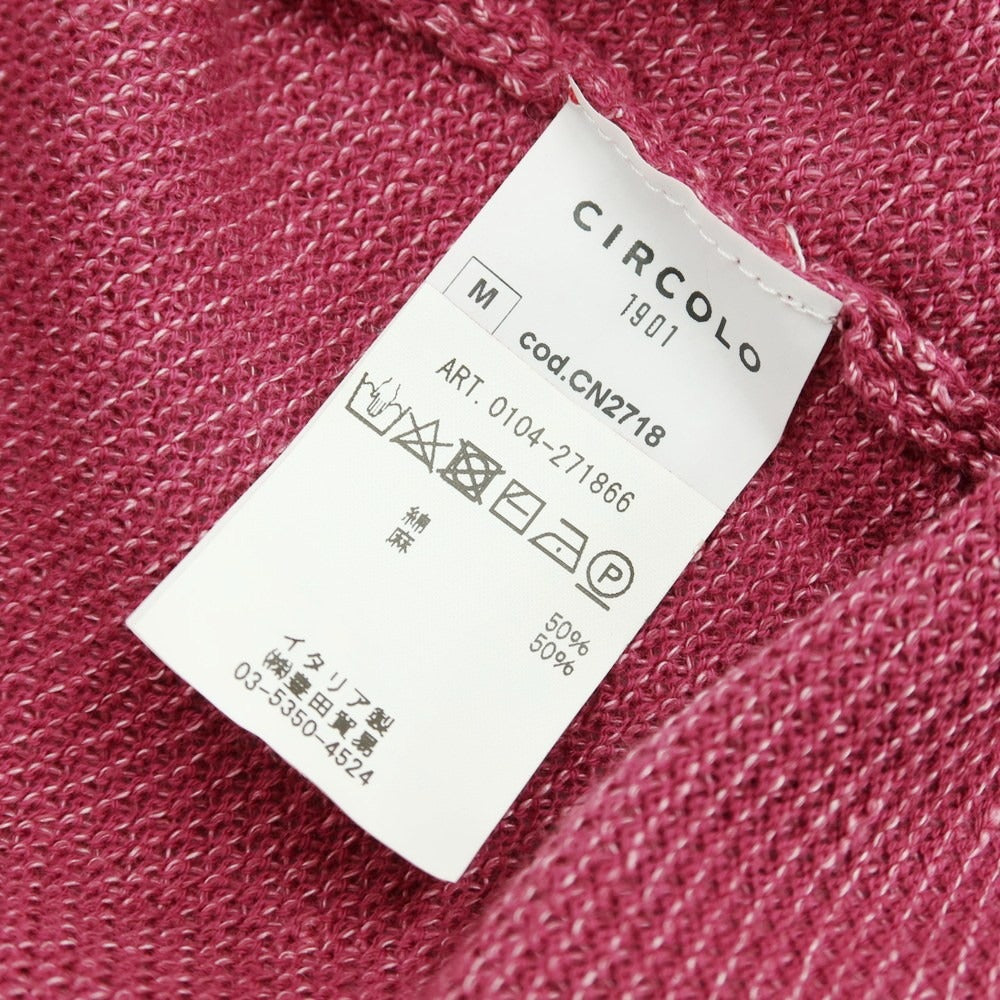 CIRCOLO
1901
M
cod.CN2718
ART. 0104-271866
P
綿 50%
麻 50%
イタリア製
㈱豊田貿易
03-5350-4524